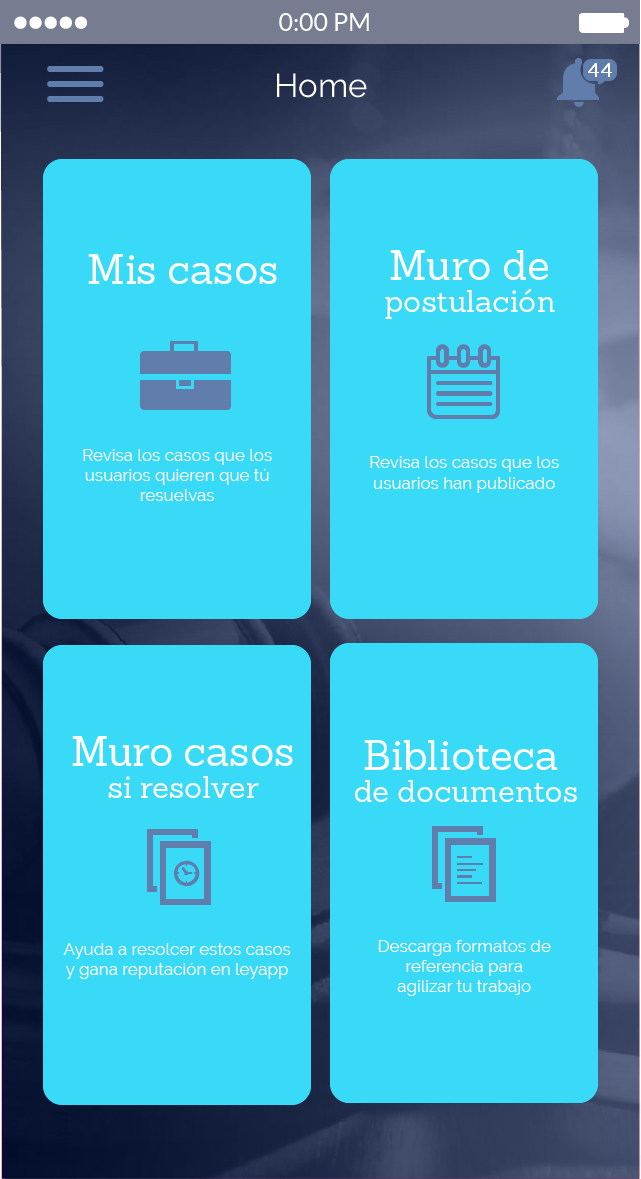 0:00 PM
Home
44
Mis casos
Revisa los casos que los
usuarios quieren que tú
resuelvas
Muro de
postulación
Revisa los casos que los
usuarios han publicado
Muro casos
si resolver
Ayuda a resolcer estos casos
y gana reputación en leyapp
Biblioteca
de documentos
Descarga formatos de
referencia para
agilizar tu trabajo